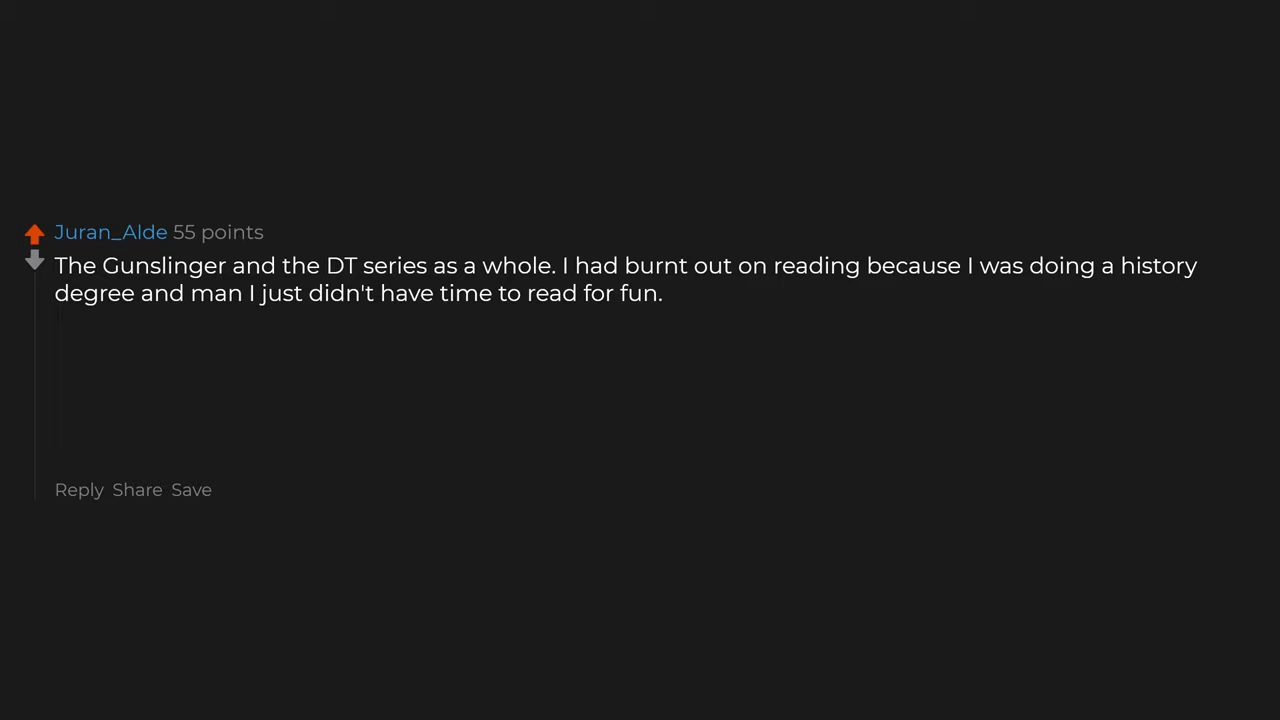 Juran_Alde 55 points
The Gunslinger and the DT series as a whole. I had burnt out on reading because I was doing a history
degree and man I just didn't have time to read for fun.
Reply Share Save